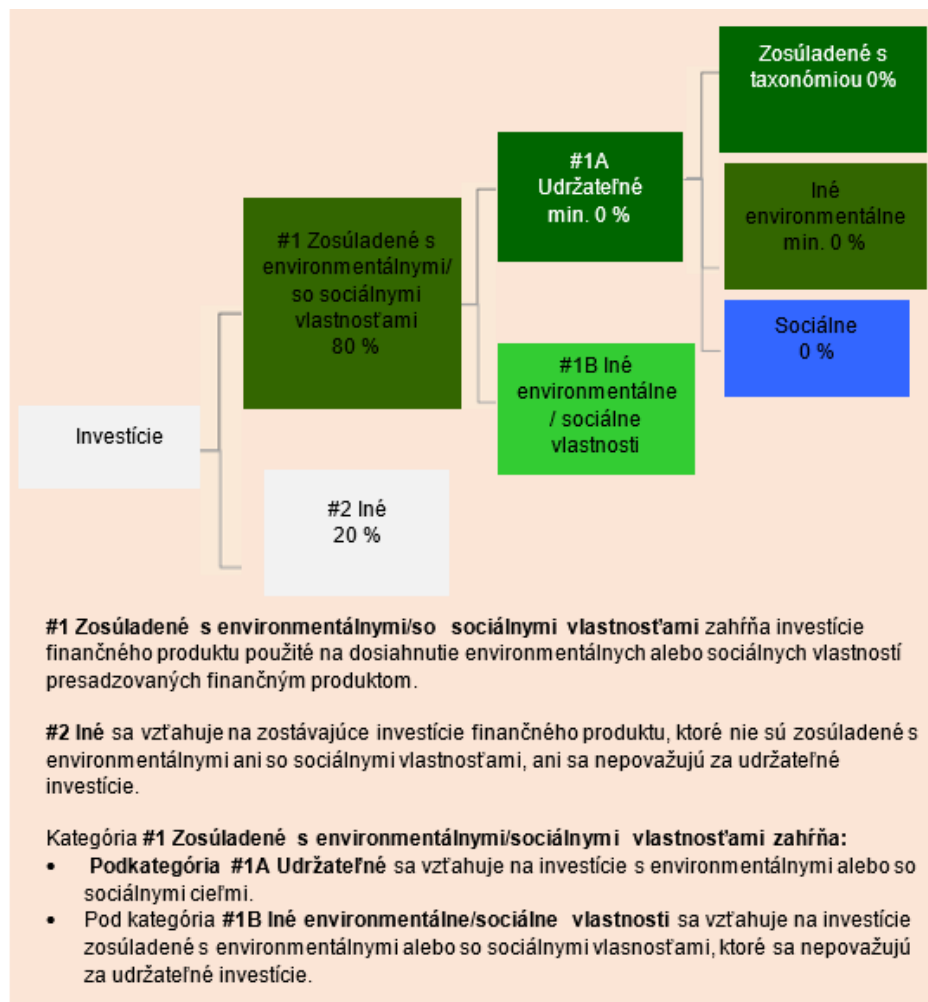 Zosúladené s
taxonómiou 0%
#1A
Udržateľné
min. 0 %
Iné
environmentálne
min. 0 %
#1 Zosúladené s
environmentálnymi/
so sociálnymi
vlastnosťami
80 %
Sociálne
0 %
#1B Iné
environmentálne
/ sociálne
vlastnosti
Investície
#2 Iné
20 %
#1 Zosúladené s environmentálnymi/so sociálnymi vlastnosťami zahŕňa investície
finančného produktu použité na dosiahnutie environmentálnych alebo sociálnych vlastností
presadzovaných finančným produktom.
#2 Iné sa vzťahuje na zostávajúce investície finančného produktu, ktoré nie sú zosúladené s
environmentálnymi ani so sociálnymi vlastnosťami, ani sa nepovažujú za udržateľné
investície.
Kategória #1 Zosúladené s environmentálnymi/sociálnymi vlastnosťami zahŕňa:
• Podkategória #1A Udržateľné sa vzťahuje na investície s environmentálnymi alebo so
sociálnymi cieľmi.
• Pod kategória #1B Iné environmentálne/sociálne vlastnosti sa vzťahuje na investície
zosúladené s environmentálnymi alebo so sociálnymi vlasnosťami, ktoré sa nepovažujú
za udržateľné investície.